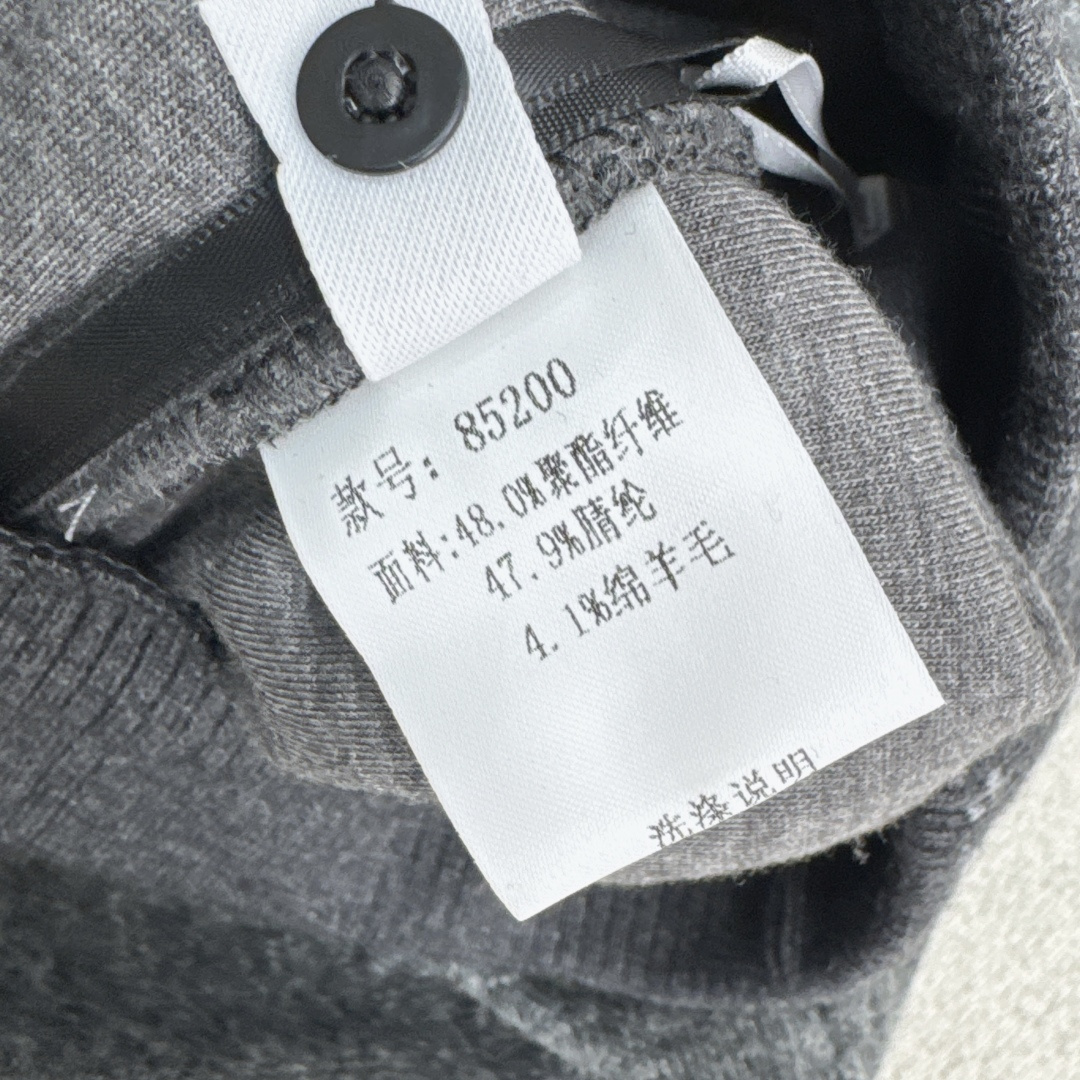 款号: 85200
面料:48.0%聚酯纤维
47.9%腈纶
4.1%绵羊毛
洗涤说明